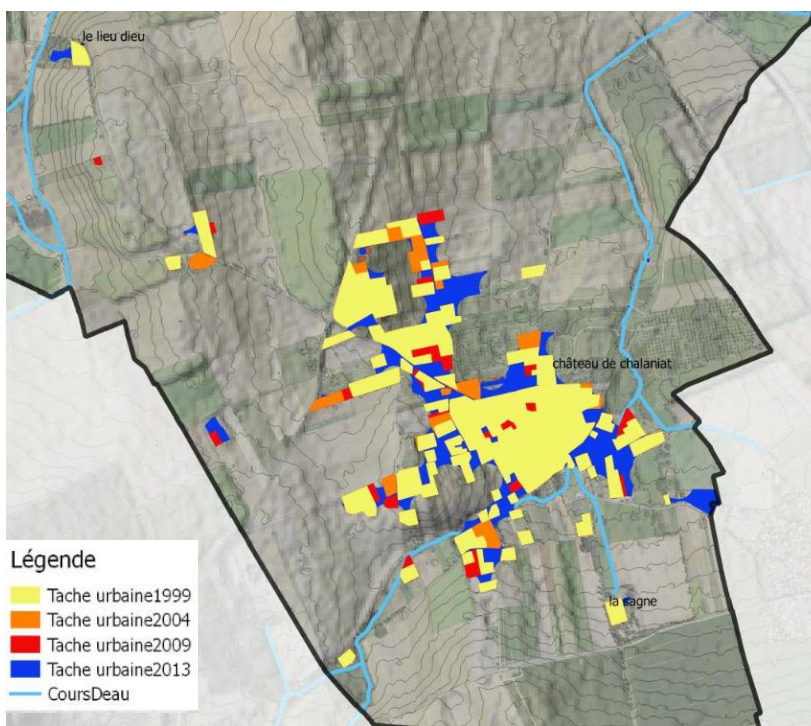 le lieu dieu
château de chalaniat
la sagne
Légende
Tache urbaine1999
Tache urbaine2004
Tache urbaine2009
Tache urbaine2013
CoursDeau